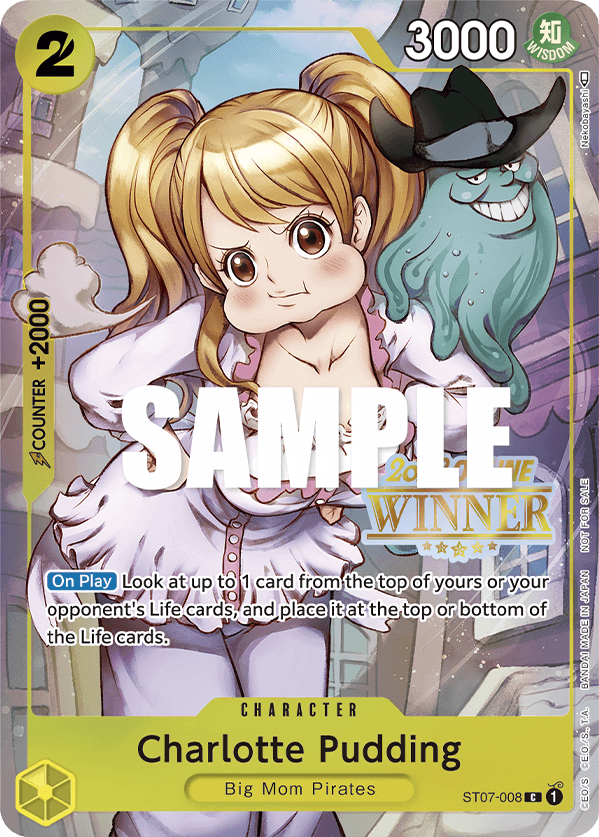 2
3000
知
WISDOM
Nekobayashi
COUNTER +2000
SAMPLE
WINNER
On Play Look at up to 1 card from the top of yours or your
opponent's Life cards, and place it at the top or bottom of
the Life cards.
CHARACTER
Charlotte Pudding
Big Mom Pirates
ST07-008 C 1
©E.O/S ©E.O./S., T.A. BANDAI MADE IN JAPAN NOT FOR SALE